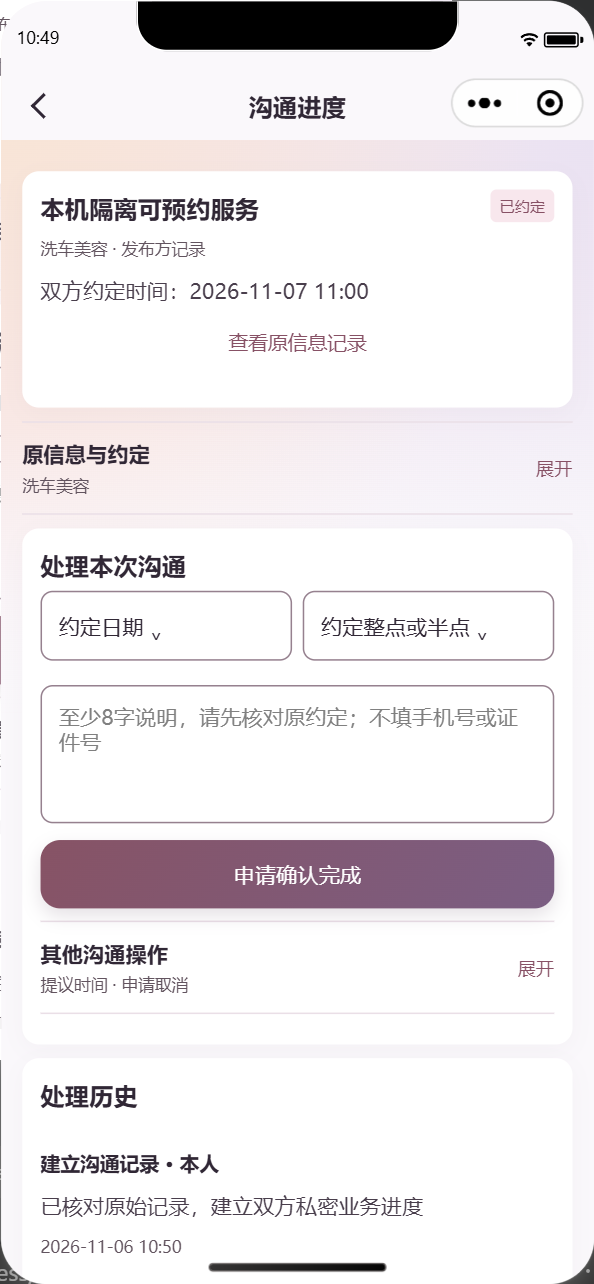 10:49
沟通进度
本机隔离可预约服务
已约定
洗车美容 · 发布方记录
双方约定时间：2026-11-07 11:00
查看原信息记录
原信息与约定
展开
洗车美容
处理本次沟通
约定日期
约定整点或半点
至少8字说明，请先核对原约定；不填手机号或证
件号
申请确认完成
其他沟通操作
展开
提议时间 · 申请取消
处理历史
建立沟通记录 • 本人
已核对原始记录，建立双方私密业务进度
2026-11-06 10:50